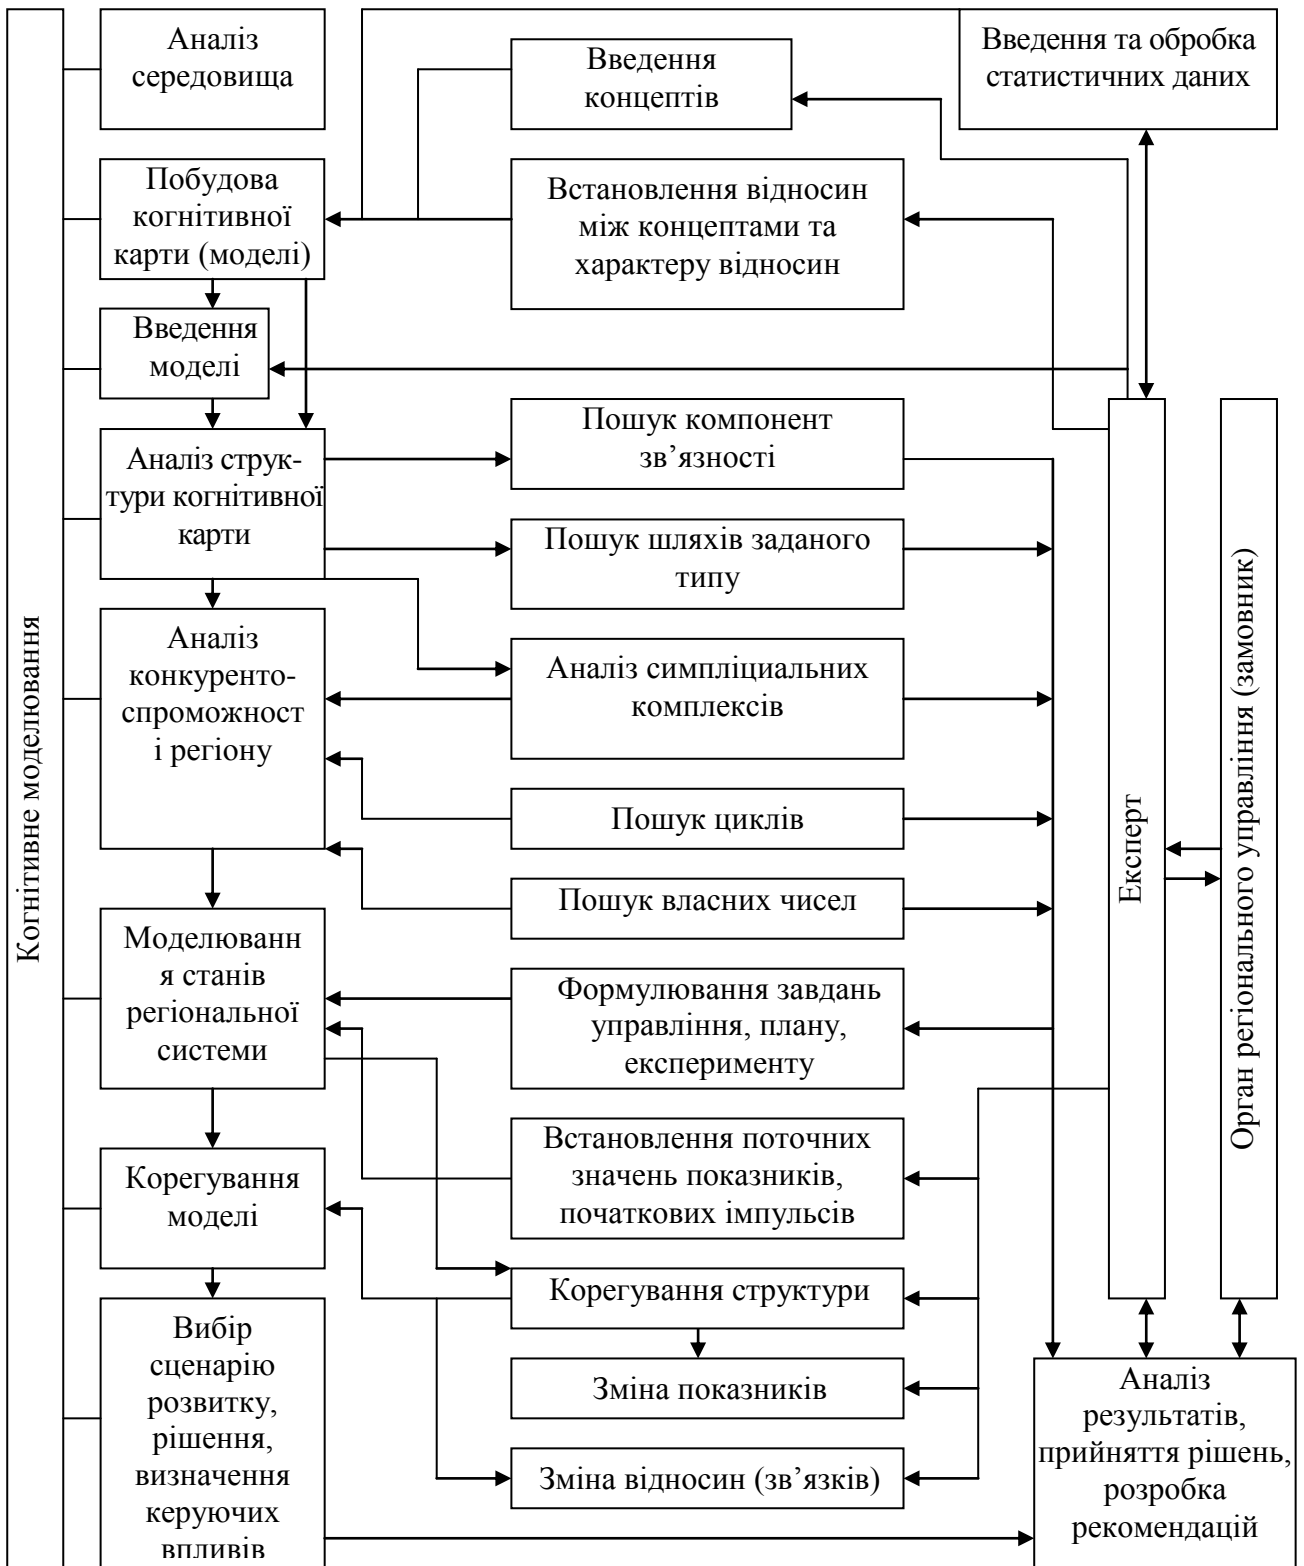 Когнітивне моделювання
Аналіз
середовища
Побудова
когнітивної
карти (моделі)
Введення
моделі
Аналіз струк-
тури когнітивної
карти
Аналіз
конкуренто-
спроможност
і регіону
Моделюванн
я станів
регіональної
системи
Корегування
моделі
Вибір
сценарію
розвитку,
рішення,
визначення
керуючих
впливів
Введення
концептів
Встановлення відносин
між концептами та
характеру відносин
Пошук компонент
зв’язності
Пошук шляхів заданого
типу
Аналіз симпліциальних
комплексів
Пошук циклів
Пошук власних чисел
Формулювання завдань
управління, плану,
експерименту
Встановлення поточних
значень показників,
початкових імпульсів
Корегування структури
Зміна показників
Зміна відносин (зв’язків)
Введення та обробка
статистичних даних
Експерт
Орган регіонального управління (замовник)
Аналіз
результатів,
прийняття рішень,
розробка
рекомендацій